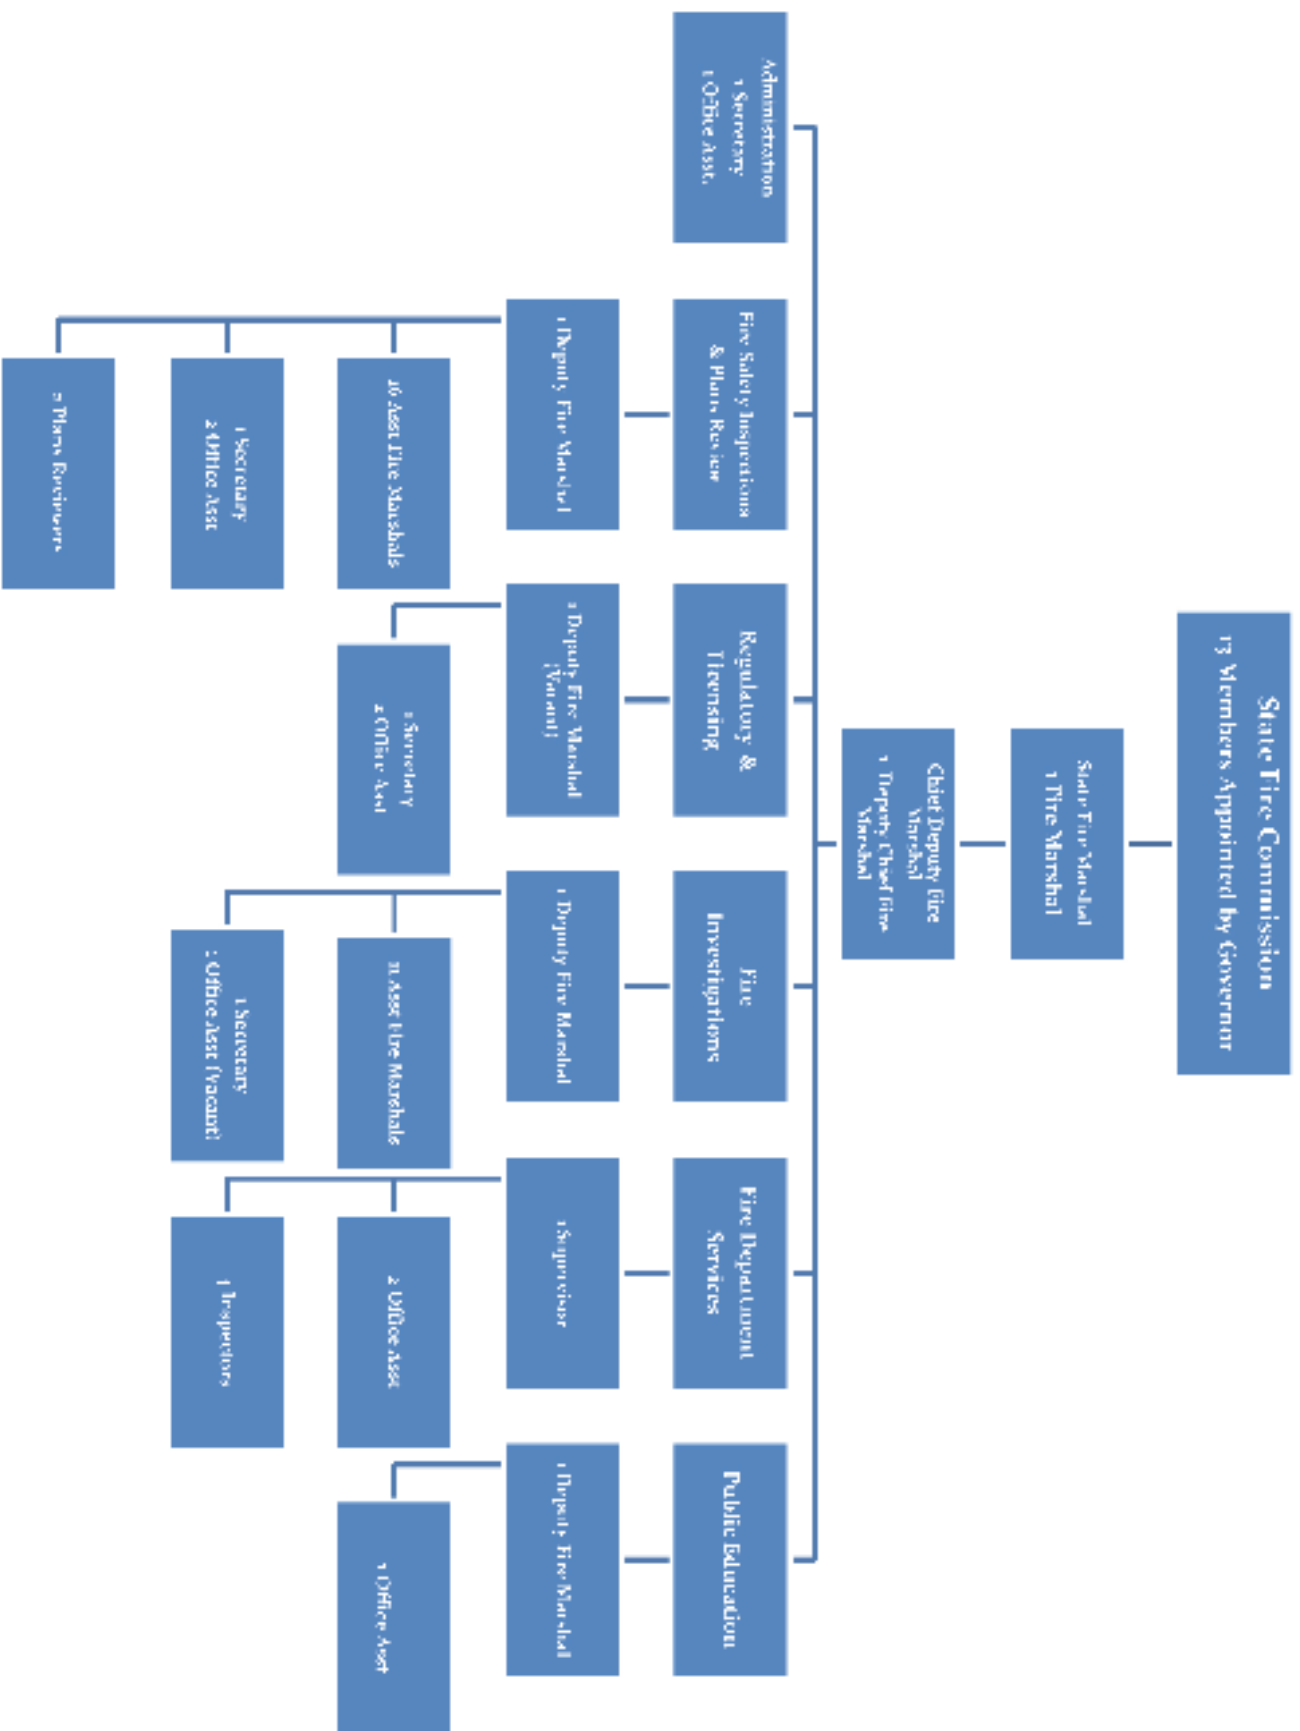 State Fire Commission
13 Members Appointed by Governor
State Fire Marshal
1 Fire Marshal
Chief Deputy Fire
Marshal
1 Deputy Chief Fire
Marshal
Administration
1 Secretary
1 Office Asst.
Fire Safety Inspections
& Plans Review
1 Deputy Fire Marshal
16 Asst Fire Marshals
1 Secretary
2 Office Asst
Plans Reviewers
Regulatory &
Licensing
1 Deputy Fire Marshal
(Vacant)
1 Secretary
Office Asst
Fire
Investigations
1 Deputy Fire Marshal
11 Asst Fire Marshals
1 Secretary
1 Office Asst (vacant)
Fire Department
Services
1 Supervisor
2 Office Asst
Inspectors
Public Education
1 Deputy Fire Marshal
1 Office Asst